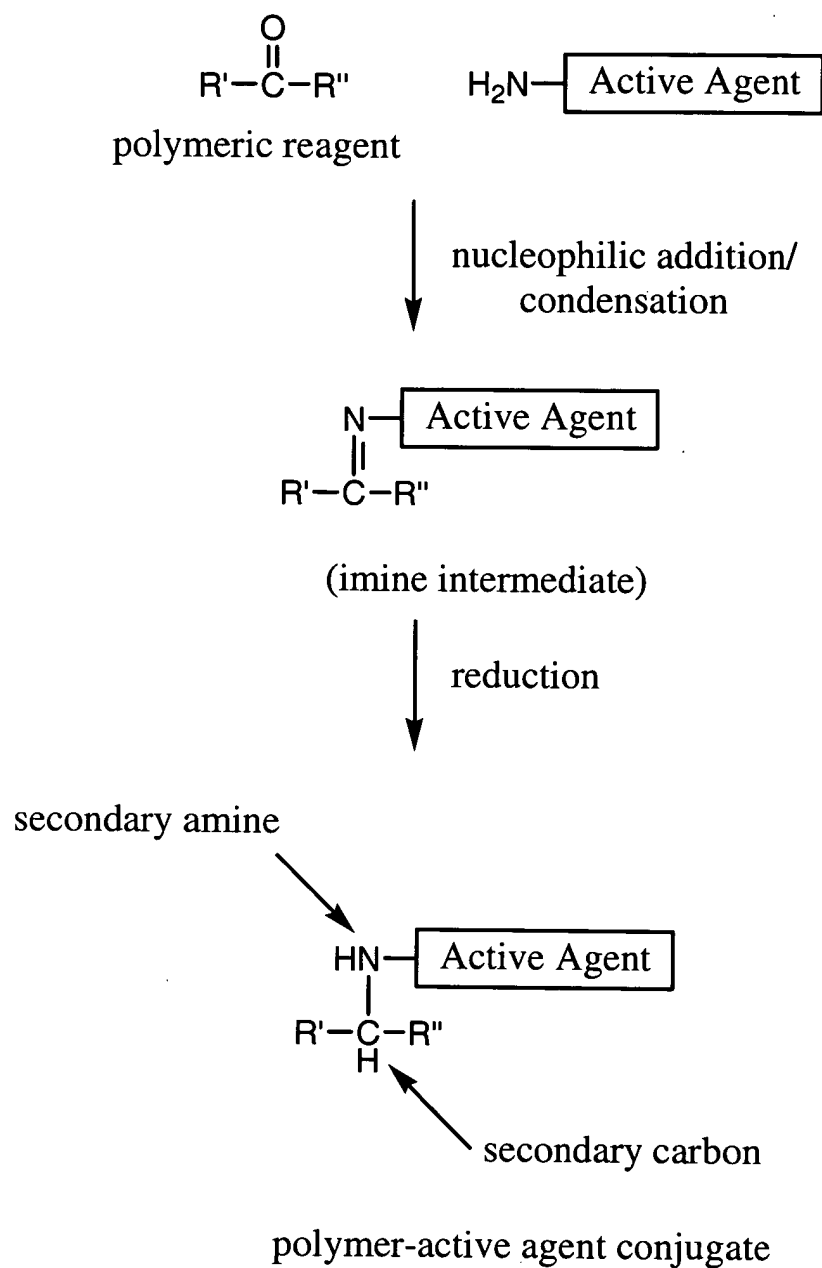 O
R'-C-R" H₂N- Active Agent
polymeric reagent
nucleophilic addition/
condensation
N- Active Agent
R'-C-R"
(imine intermediate)
reduction
secondary amine
HN- Active Agent
R'-C-R"
H
secondary carbon
polymer-active agent conjugate